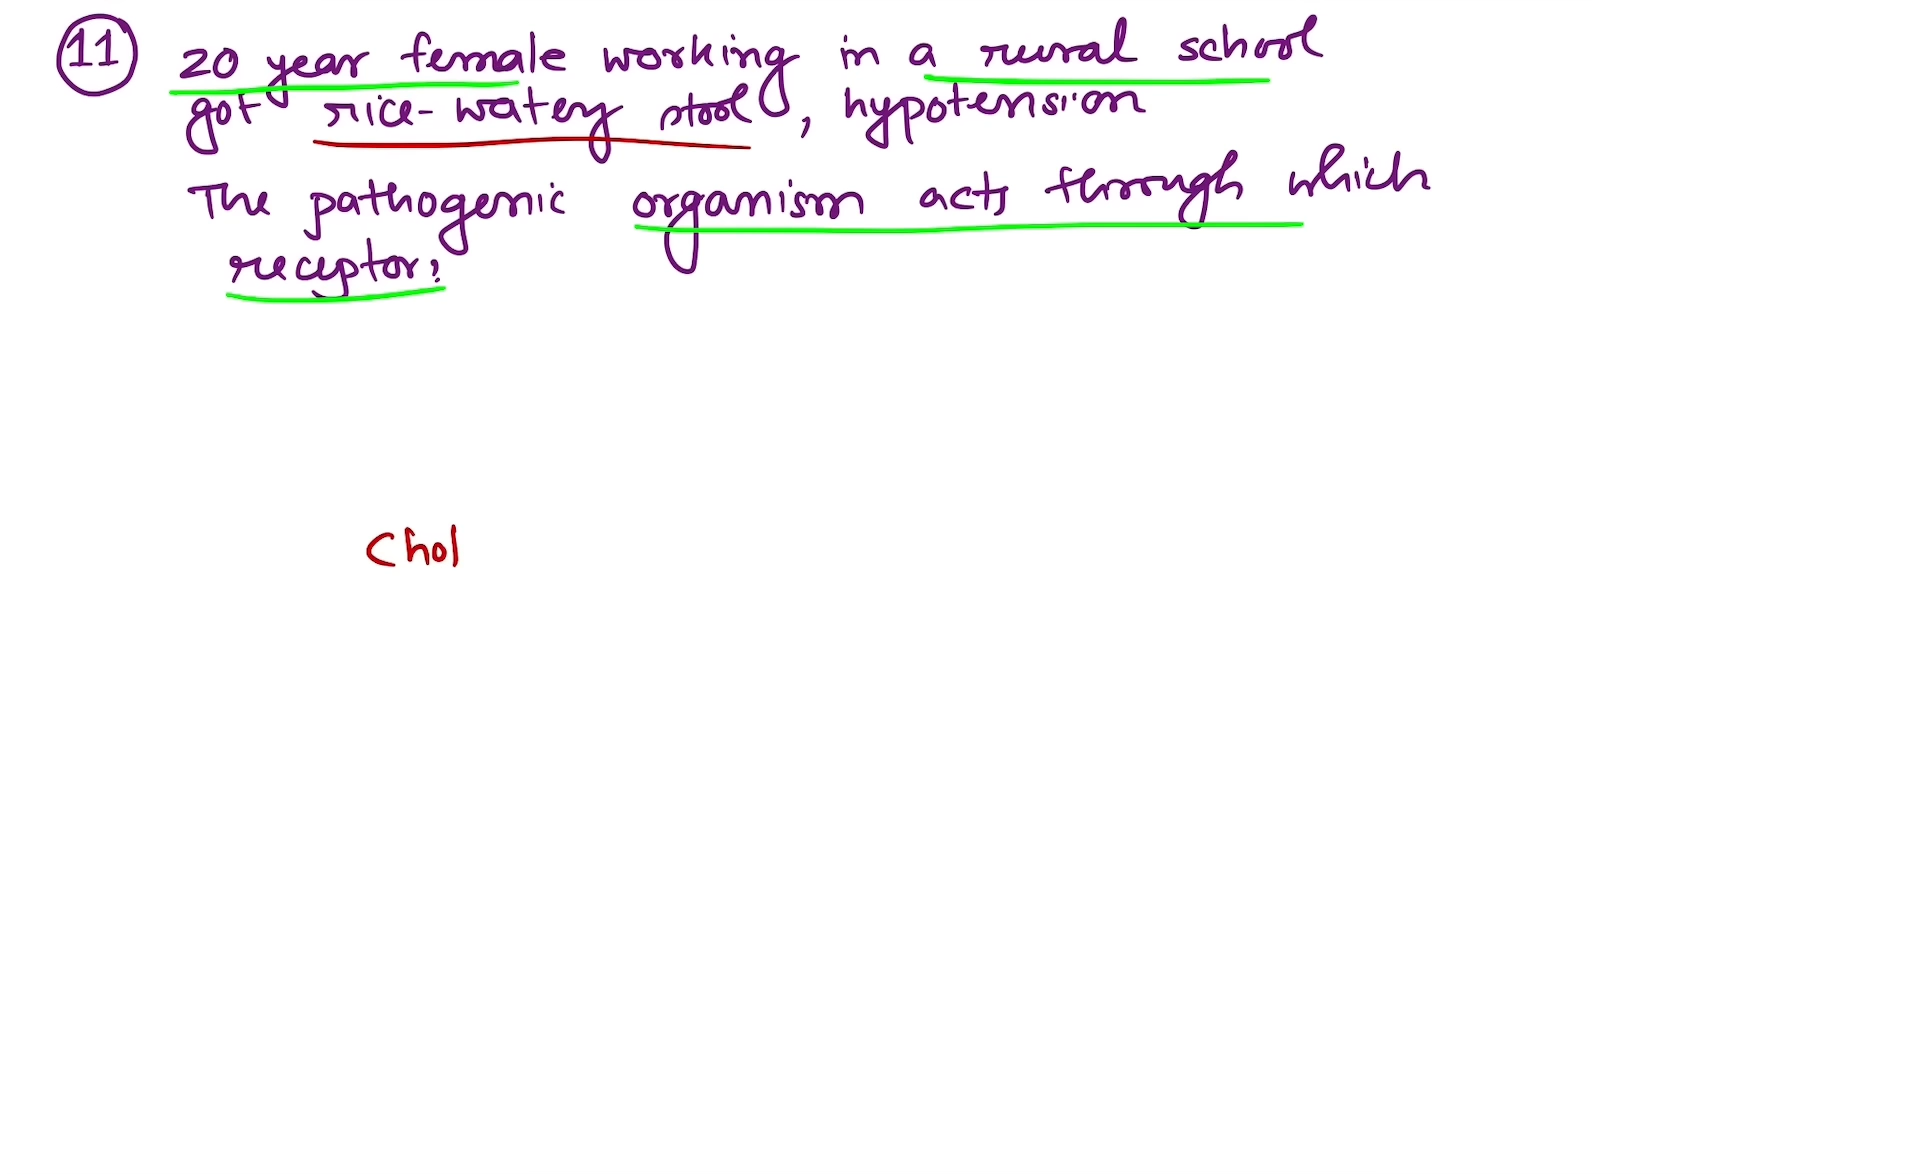 11 20 year female working in a rural school
got rice-watery stool, hypotension
The pathogenic organism acts through which
receptor?
Chol